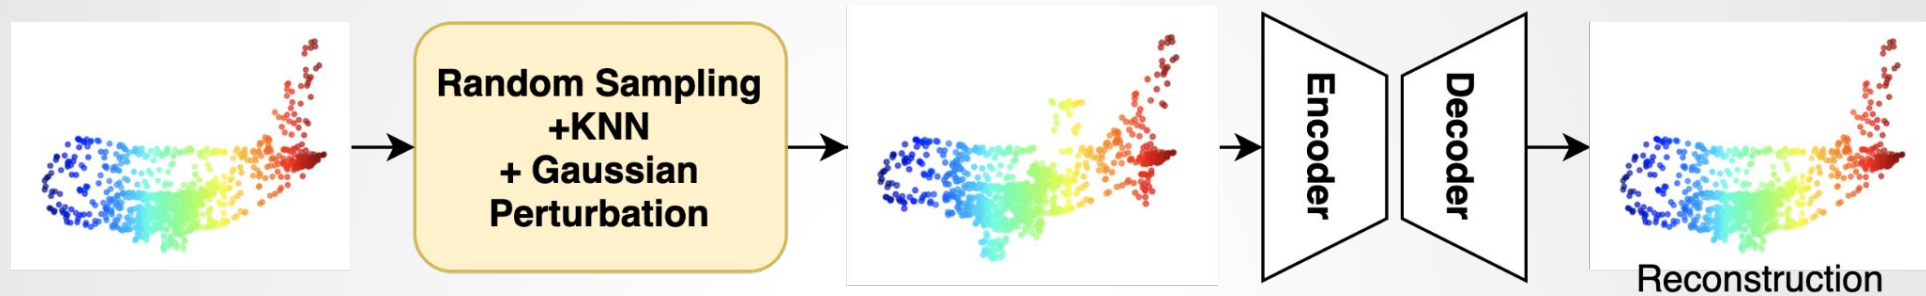 Random Sampling
+KNN
+ Gaussian
Perturbation
Encoder
Decoder
Reconstruction